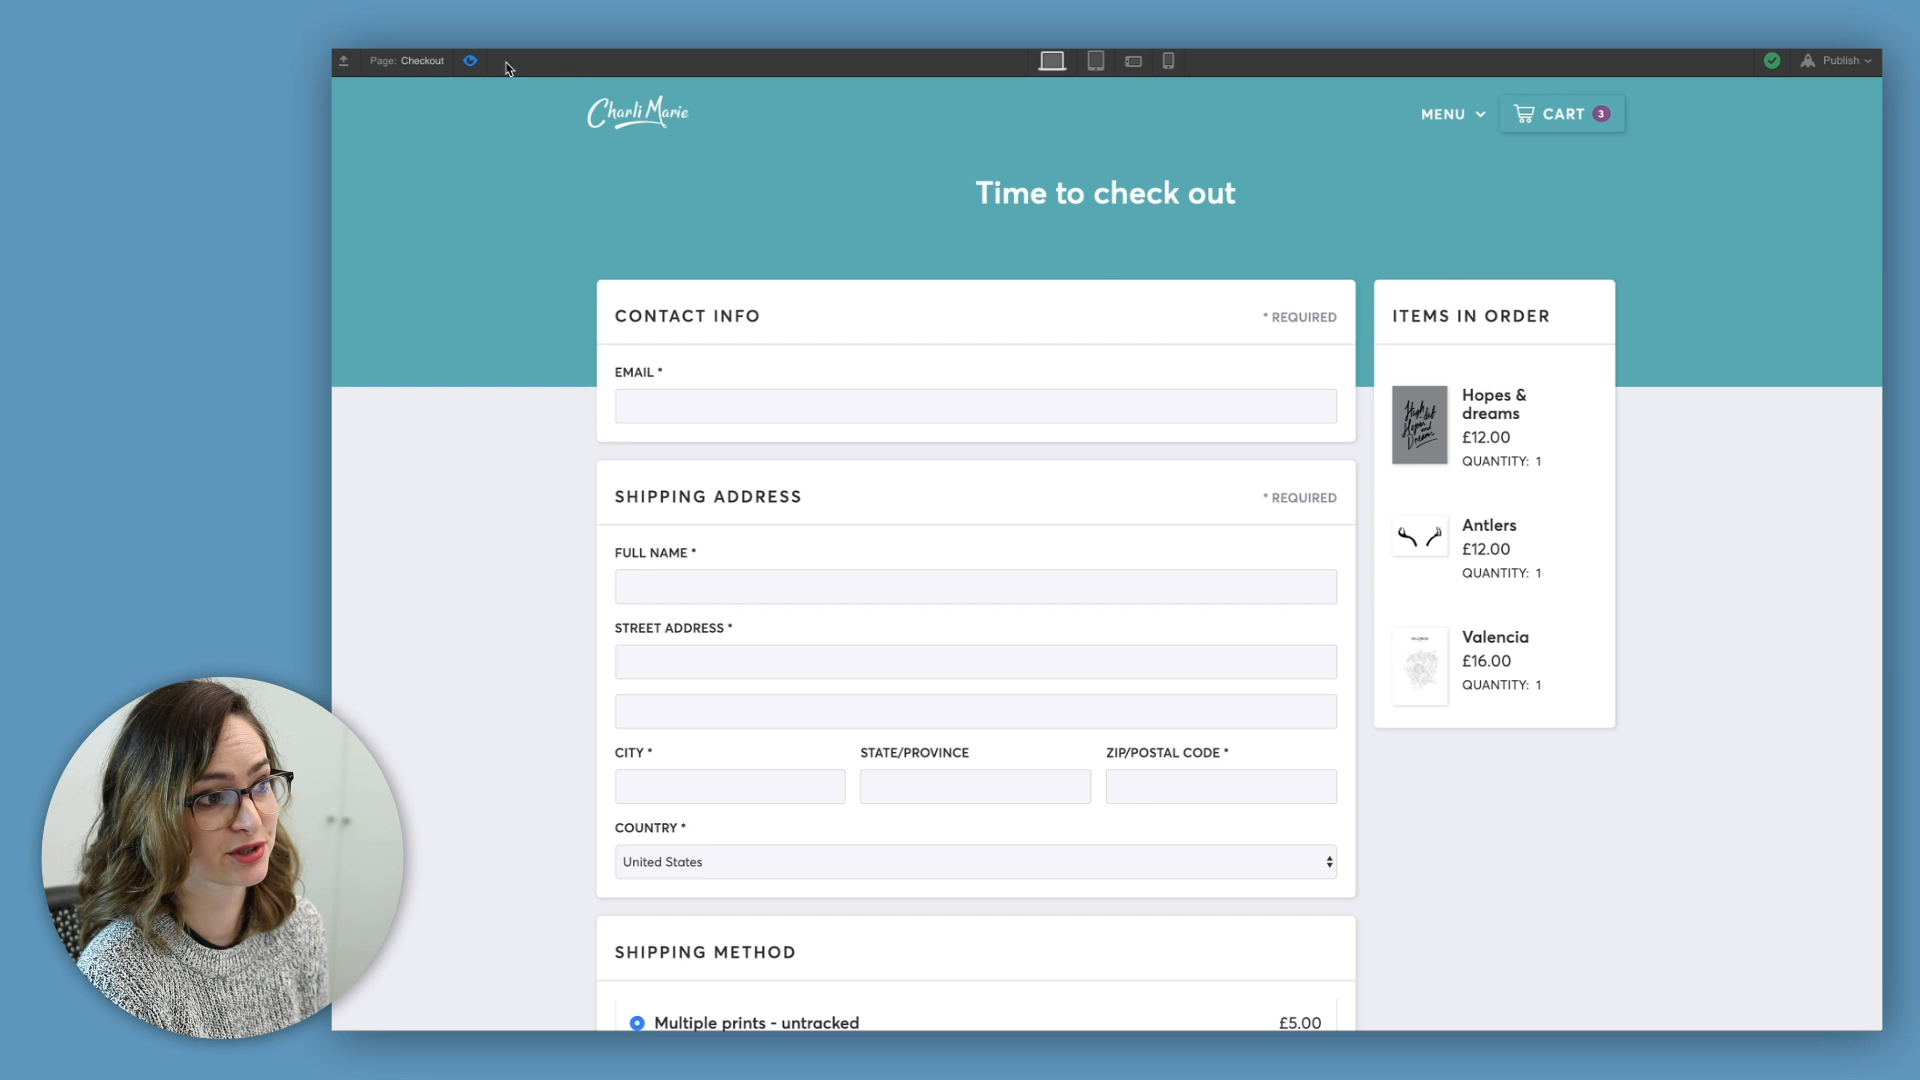 Page: Checkout
Publish
Charli Marie
MENU
CART 3
Time to check out
CONTACT INFO
* REQUIRED
EMAIL *
SHIPPING ADDRESS
* REQUIRED
FULL NAME *
STREET ADDRESS *
CITY *
STATE/PROVINCE
ZIP/POSTAL CODE *
COUNTRY *
United States
SHIPPING METHOD
Multiple prints - untracked
£5.00
ITEMS IN ORDER
Hopes &
dreams
£12.00
QUANTITY: 1
Antlers
£12.00
QUANTITY: 1
Valencia
£16.00
QUANTITY: 1